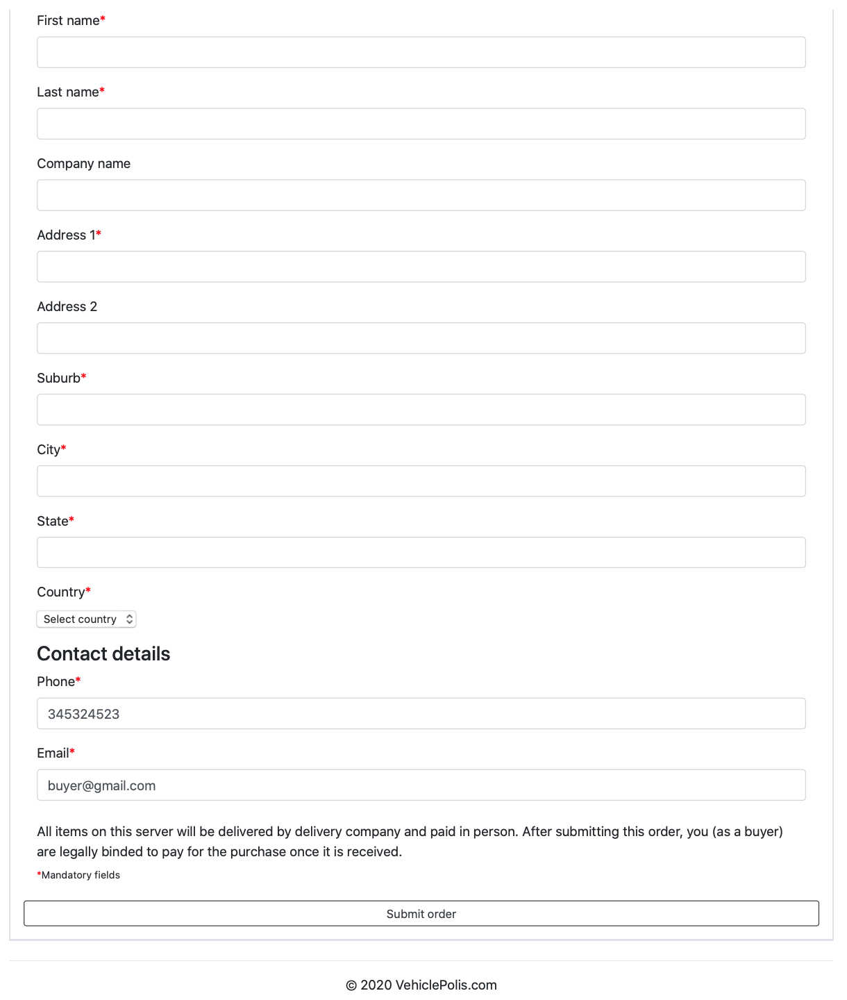 First name*
Last name*
Company name
Address 1*
Address 2
Suburb*
City*
State*
Country*
Select country
Contact details
Phone*
345324523
Email*
buyer@gmail.com
All items on this server will be delivered by delivery company and paid in person. After submitting this order, you (as a buyer)
are legally binded to pay for the purchase once it is received.
*Mandatory fields
Submit order
© 2020 VehiclePolis.com